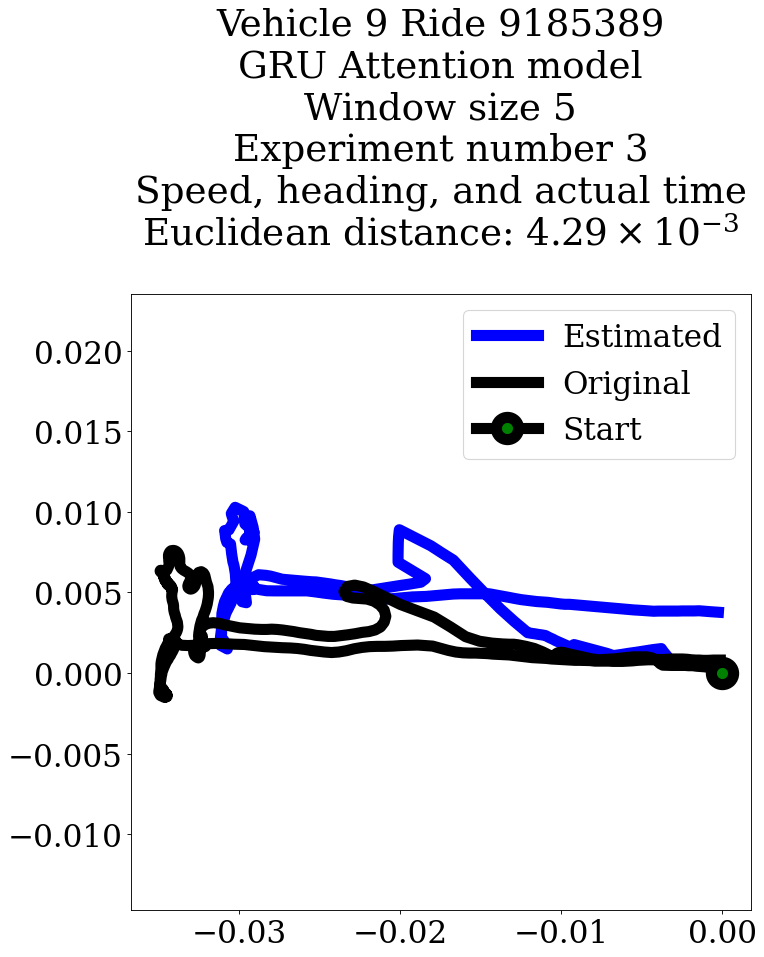 Vehicle 9 Ride 9185389
GRU Attention model
Window size 5
Experiment number 3
Speed, heading, and actual time
Euclidean distance: 4.29 × 10⁻³
Estimated
Original
Start
0.020
0.015
0.010
0.005
0.000
−0.005
−0.010
−0.03
−0.02
−0.01
0.00